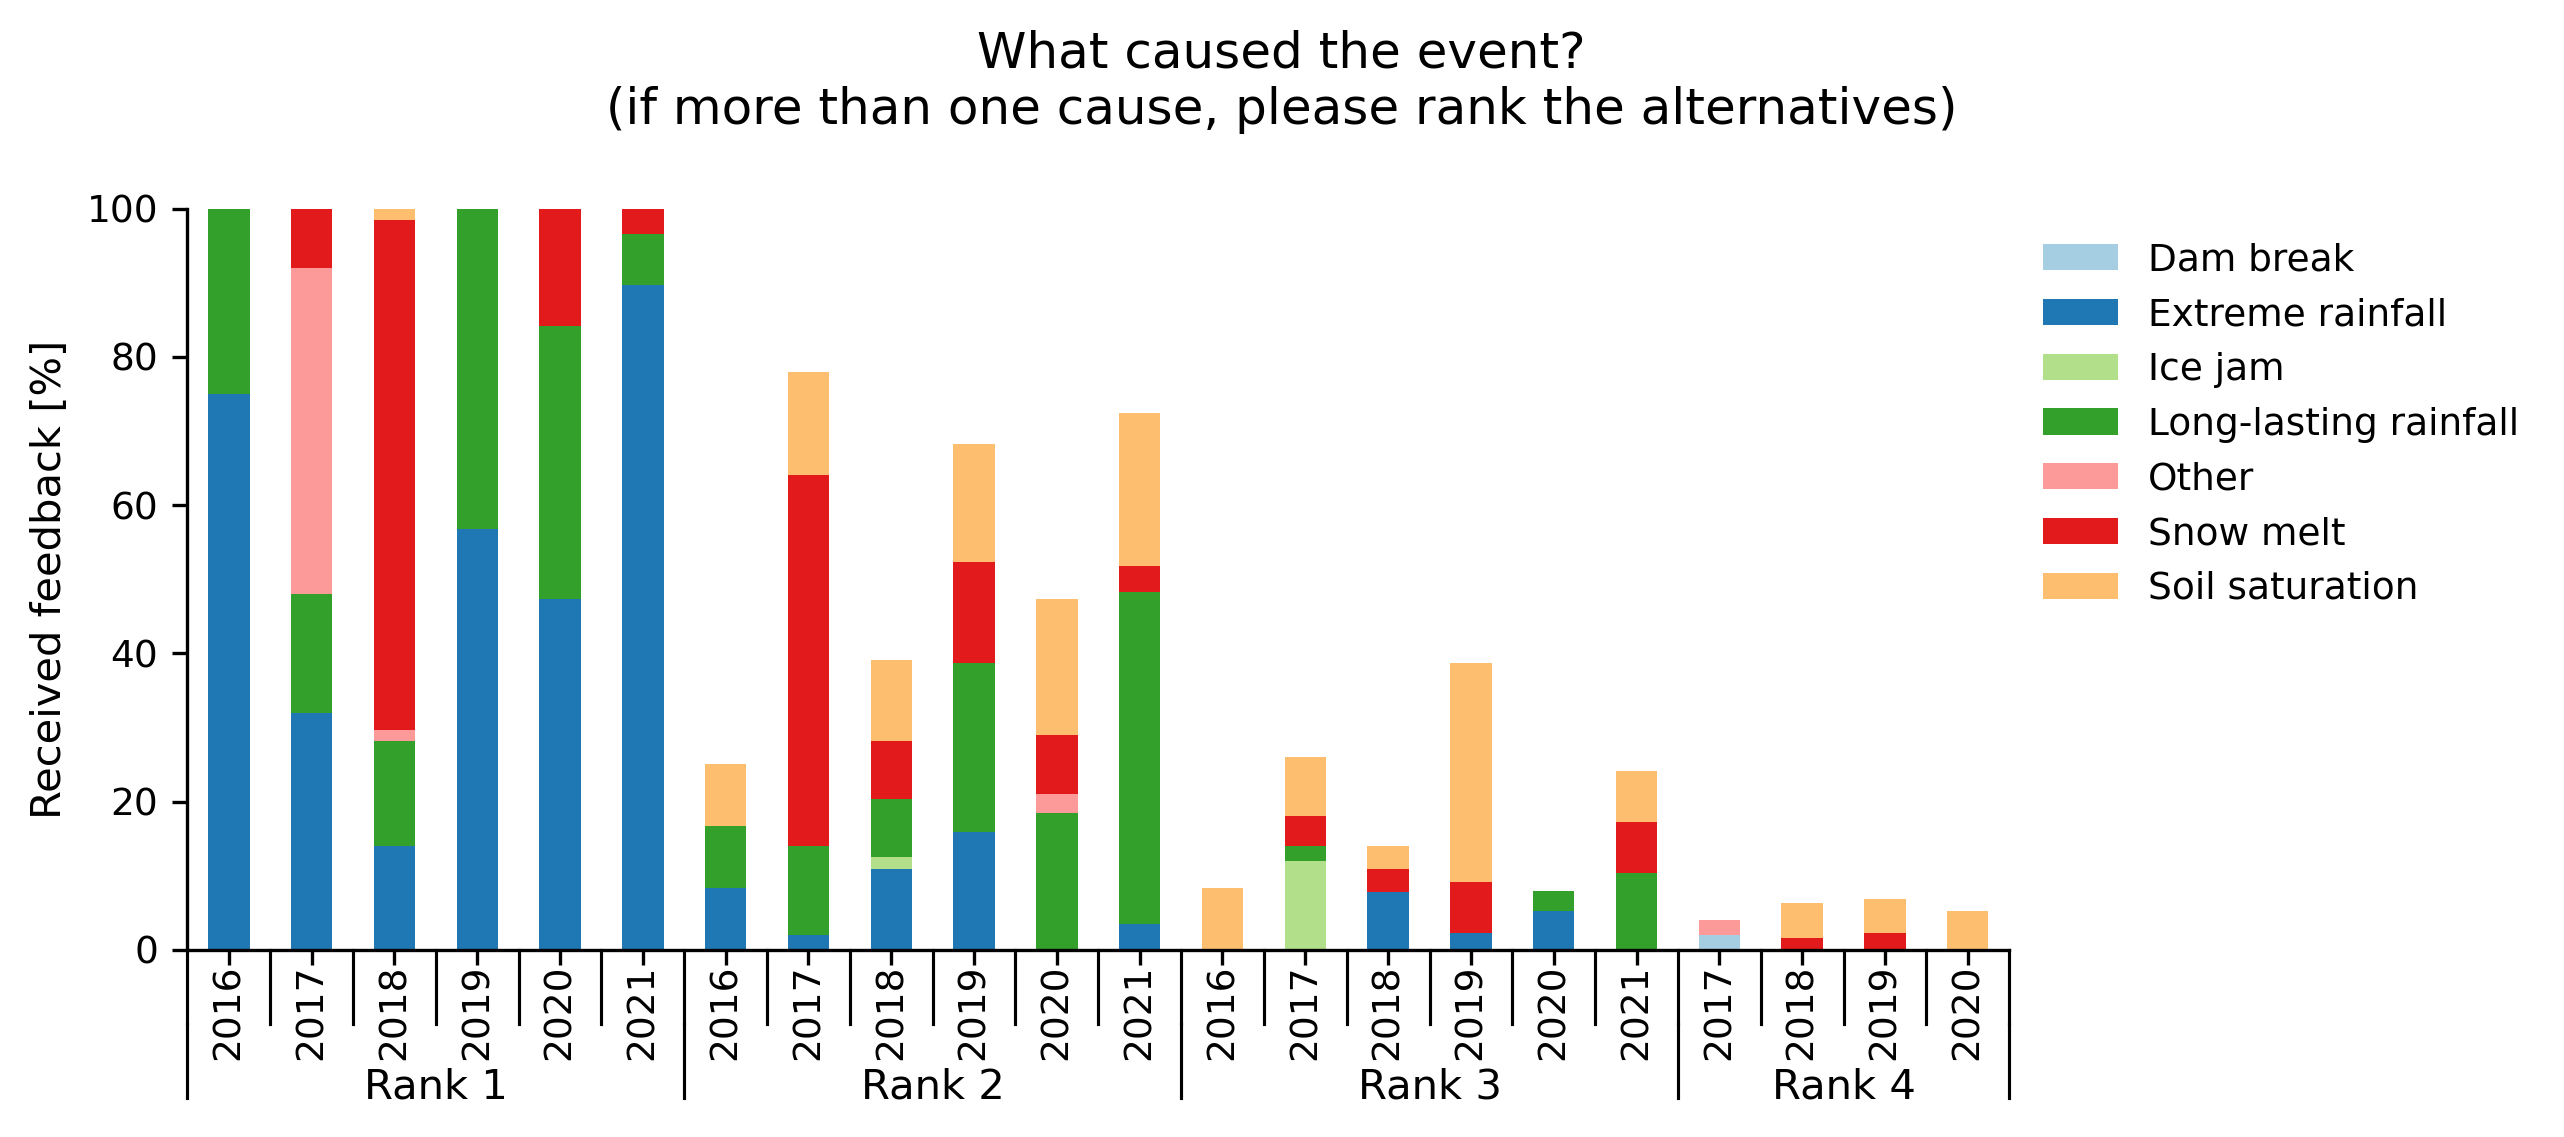 What caused the event?
(if more than one cause, please rank the alternatives)
Received feedback [%]
100
80
60
40
20
0
2016 2017 2018 2019 2020 2021 2016 2017 2018 2019 2020 2021 2016 2017 2018 2019 2020 2021 2017 2018 2019 2020
Rank 1 Rank 2 Rank 3 Rank 4
Dam break
Extreme rainfall
Ice jam
Long-lasting rainfall
Other
Snow melt
Soil saturation